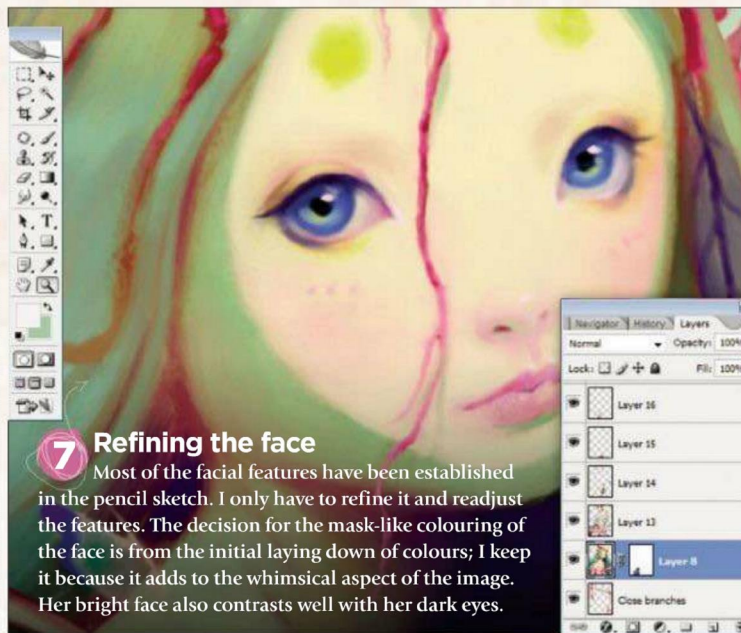 7 Refining the face
Most of the facial features have been established
in the pencil sketch. I only have to refine it and readjust
the features. The decision for the mask-like colouring of
the face is from the initial laying down of colours; I keep
it because it adds to the whimsical aspect of the image.
Her bright face also contrasts well with her dark eyes.
Navigator History Layers
Normal Opacity: 100%
Lock: Fill: 100%
Layer 16
Layer 15
Layer 14
Layer 13
Layer 8
Close branches